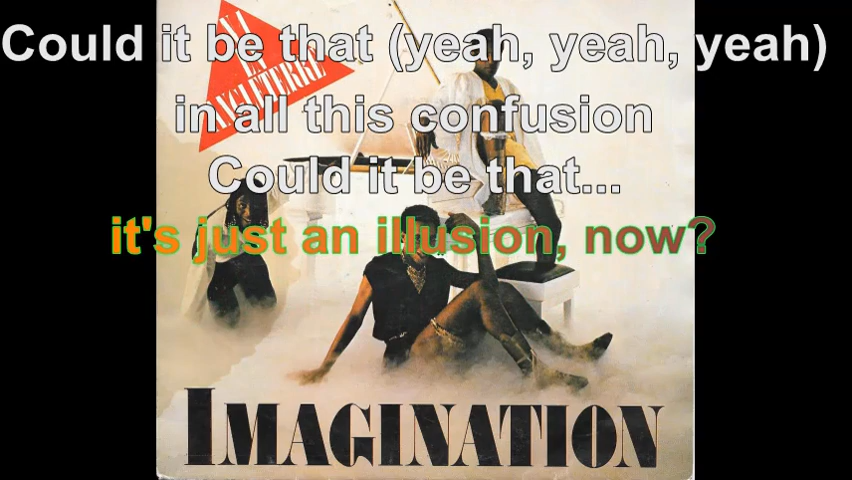 Could it be that (yeah, yeah, yeah)
in all this confusion
Could it be that...
it's just an illusion, now?
IMAGINATION